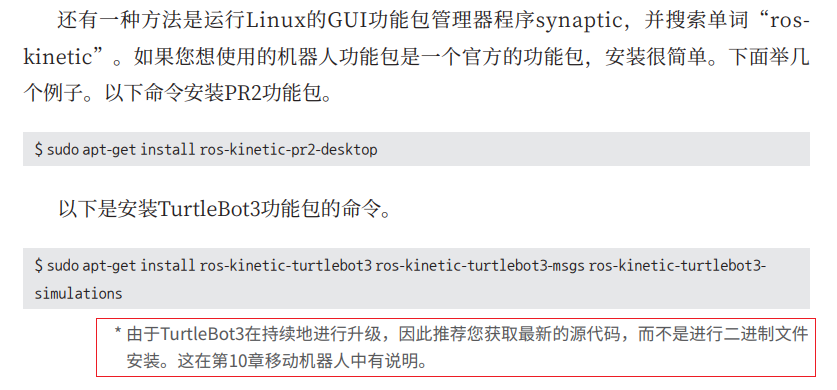 还有一种方法是运行Linux的GUI功能包管理器程序synaptic，并搜索单词“ros-
kinetic”。如果您想使用的机器人功能包是一个官方的功能包，安装很简单。下面举几
个例子。以下命令安装PR2功能包。
$ sudo apt-get install ros-kinetic-pr2-desktop
以下是安装TurtleBot3功能包的命令。
$ sudo apt-get install ros-kinetic-turtlebot3 ros-kinetic-turtlebot3-msgs ros-kinetic-turtlebot3-
simulations
* 由于TurtleBot3在持续地进行升级，因此推荐您获取最新的源代码，而不是进行二进制文件
安装。这在第10章移动机器人中有说明。